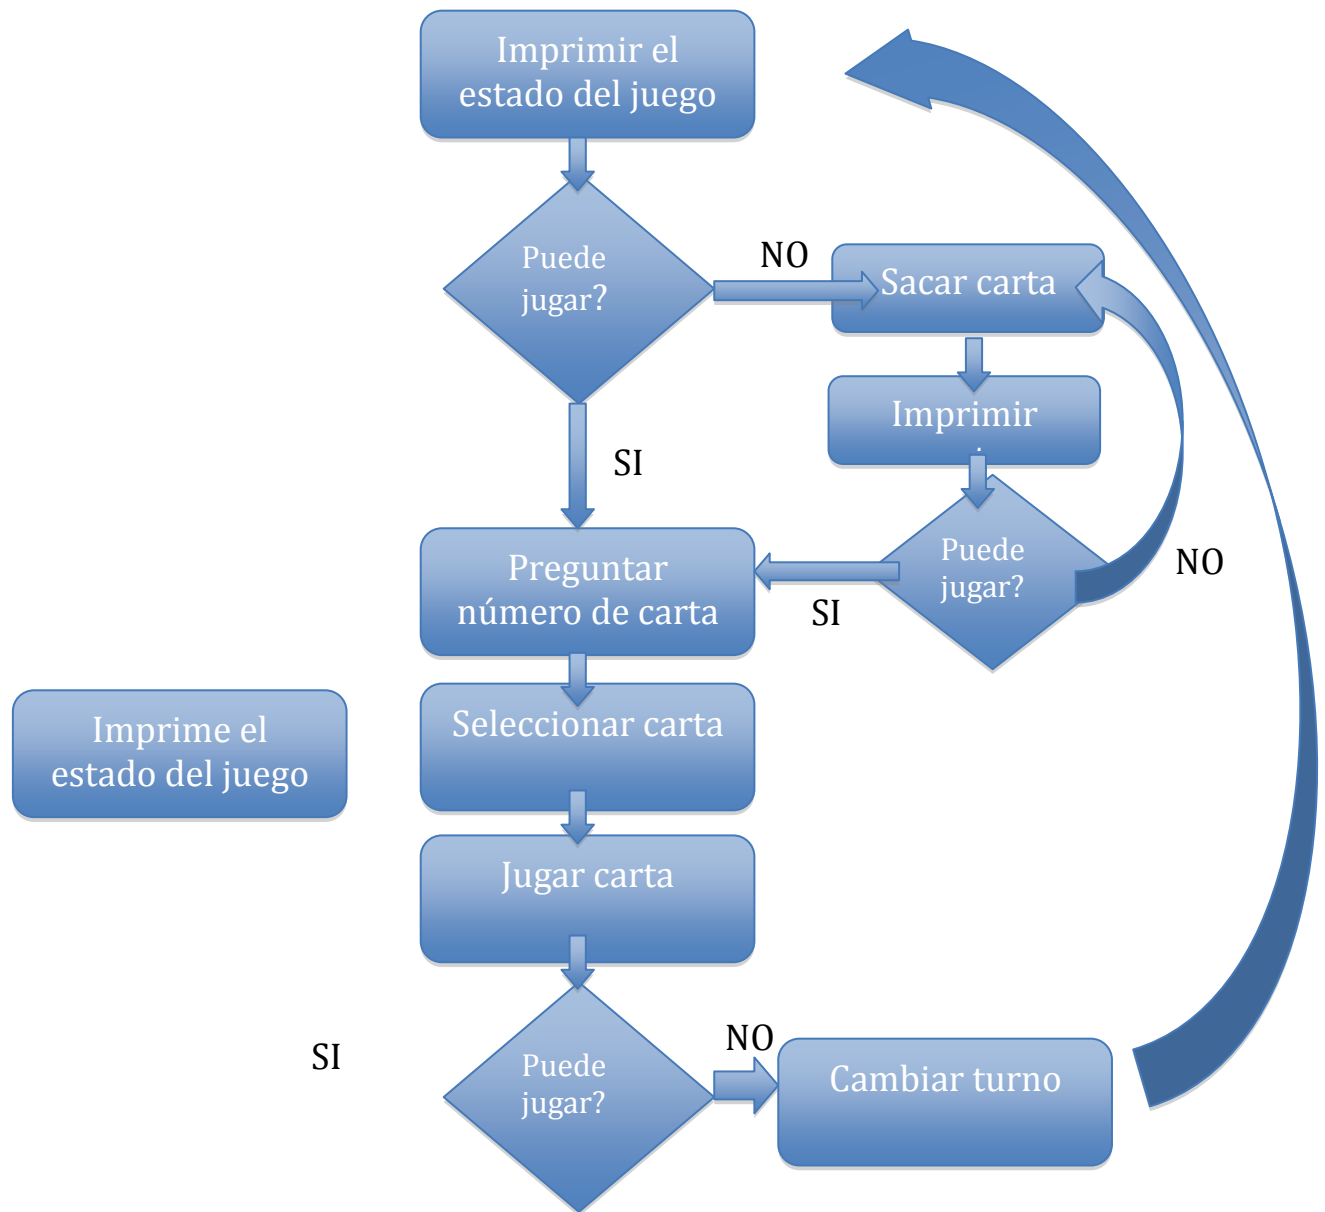 Imprimir el
estado del juego
Puede
jugar?
NO
Sacar carta
Imprimir
SI
Preguntar
número de carta
SI
Puede
jugar?
NO
Seleccionar carta
Imprime el
estado del juego
Jugar carta
SI
Puede
jugar?
NO
Cambiar turno